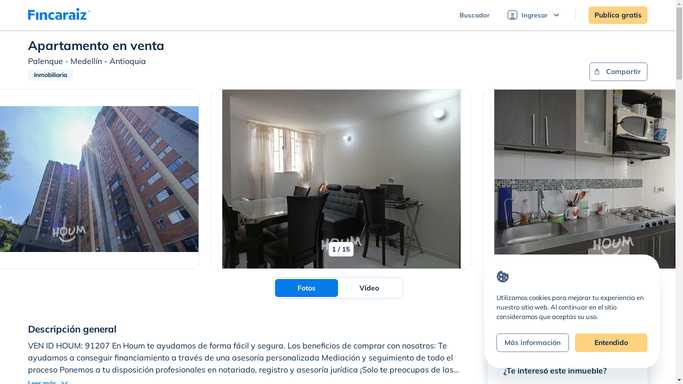 Fincaraiz
Buscador
Ingresar
Publica gratis
Apartamento en venta
Palenque - Medellín - Antioquia
Inmobiliaria
Compartir
HOUM
HOUM
HOUM
1 / 15
Fotos
Video
Utilizamos cookies para mejorar tu experiencia en
nuestro sitio web. Al continuar en el sitio
consideramos que aceptas su uso.
Más información
Entendido
Descripción general
VEN ID HOUM: 91207 En Houm te ayudamos de forma fácil y segura. Los beneficios de comprar con nosotros: Te
ayudamos a conseguir financiamiento a través de una asesoría personalizada Mediación y seguimiento de todo el
proceso Ponemos a tu disposición profesionales en notariado, registro y asesoría jurídica ¡Solo te preocupas de las...
Leer más
¿Te interesó este inmueble?